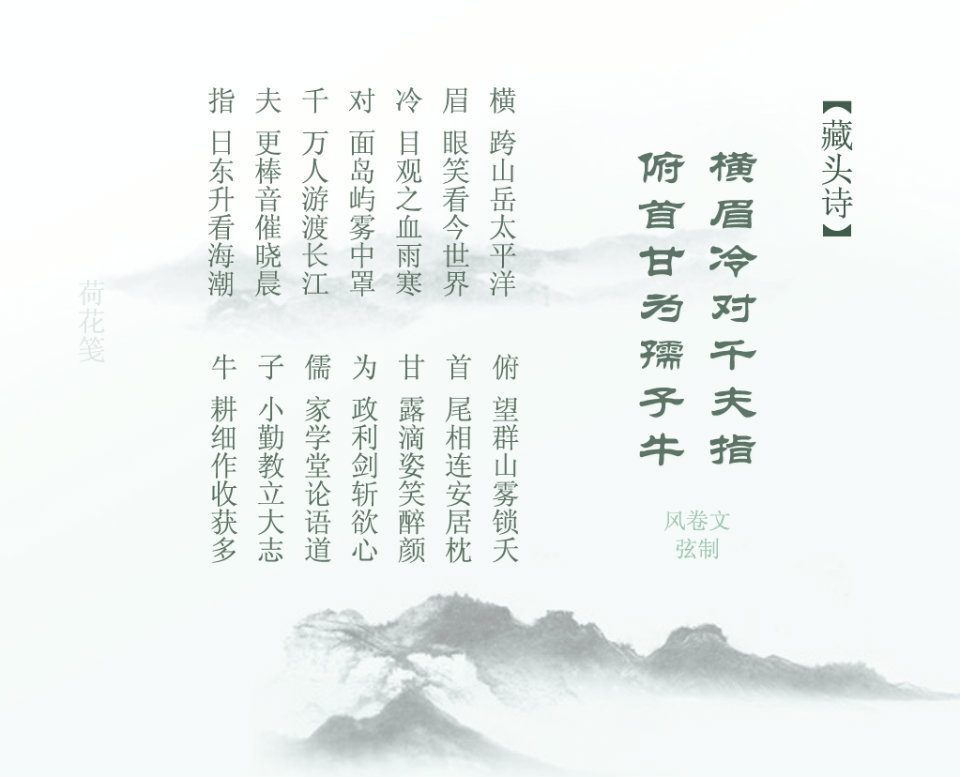 【藏头诗】
横眉冷对千夫指
俯首甘为孺子牛
风卷文
弦制
横跨山岳太平洋
眉眼笑看今世界
冷目观之血雨寒
对面岛屿雾中罩
千万人游渡长江
夫更棒音催晓晨
指日东升看海潮
俯望群山雾锁夭
首尾相连安居枕
甘露滴姿笑醉颜
为政利剑斩欲心
儒家学堂论语道
子小勤教立大志
牛耕细作收获多
荷花笺